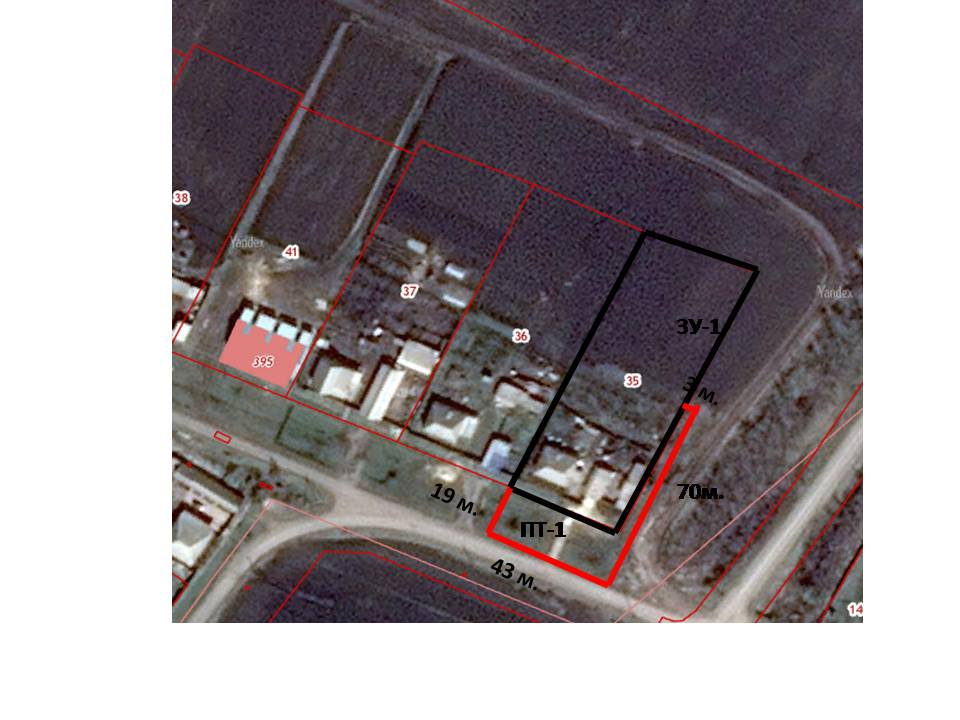 38
Yandex
41
37
Yandex
ЗУ-1
36
395
35
3 м.
19 м.
70м.
ПТ-1
43 м.
14